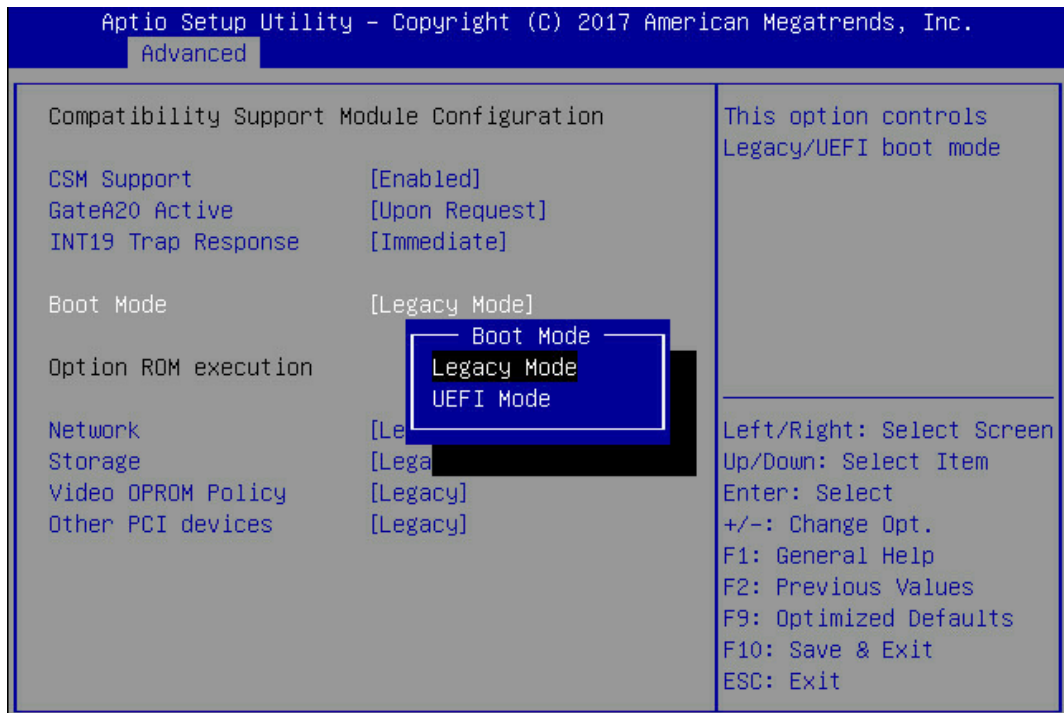 Aptio Setup Utility – Copyright (C) 2017 American Megatrends, Inc.
Advanced
Compatibility Support Module Configuration
CSM Support [Enabled]
GateA20 Active [Upon Request]
INT19 Trap Response [Immediate]
Boot Mode [Legacy Mode]
Boot Mode
Legacy Mode
UEFI Mode
Option ROM execution
Network [Le
Storage [Lega
Video OPROM Policy [Legacy]
Other PCI devices [Legacy]
This option controls
Legacy/UEFI boot mode
Left/Right: Select Screen
Up/Down: Select Item
Enter: Select
+/-: Change Opt.
F1: General Help
F2: Previous Values
F9: Optimized Defaults
F10: Save & Exit
ESC: Exit